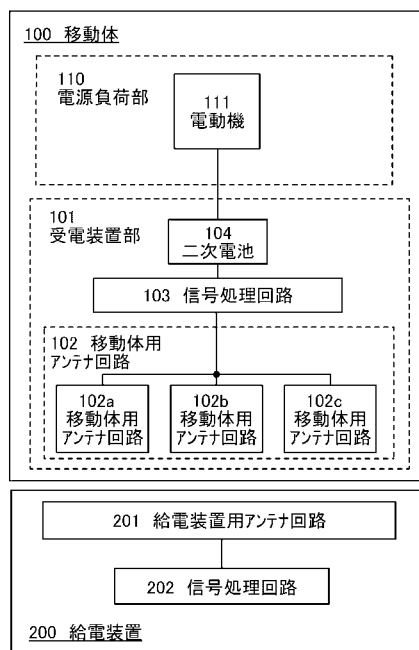 100 移動体
110
電源負荷部
111
電動機
101
受電装置部
104
二次電池
103 信号処理回路
102 移動体用
アンテナ回路
102a
移動体用
アンテナ回路
102b
移動体用
アンテナ回路
102c
移動体用
アンテナ回路
201 給電装置用アンテナ回路
202 信号処理回路
200 給電装置